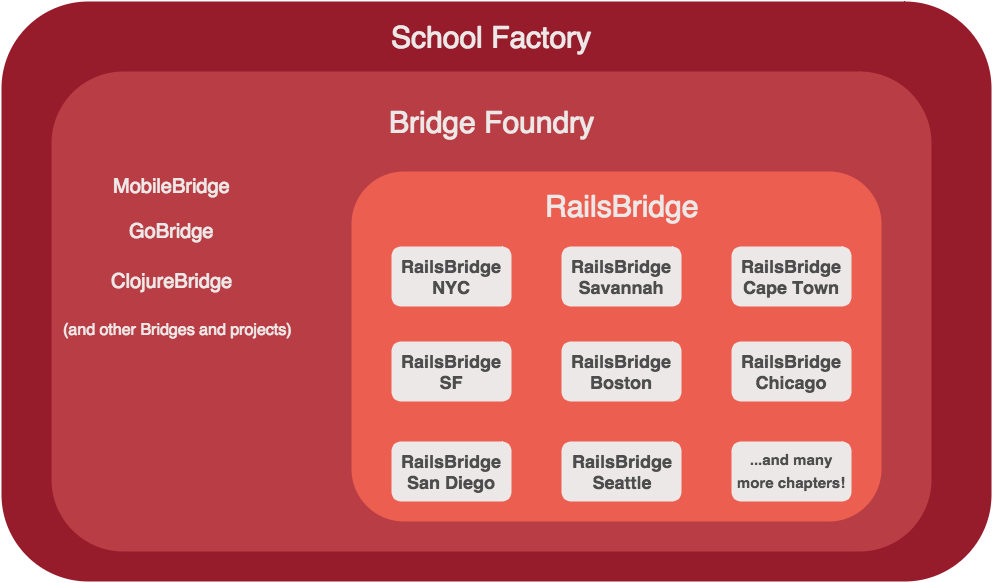 School Factory
Bridge Foundry
MobileBridge
GoBridge
ClojureBridge
(and other Bridges and projects)
RailsBridge
RailsBridge
NYC
RailsBridge
Savannah
RailsBridge
Cape Town
RailsBridge
SF
RailsBridge
Boston
RailsBridge
Chicago
RailsBridge
San Diego
RailsBridge
Seattle
...and many
more chapters!